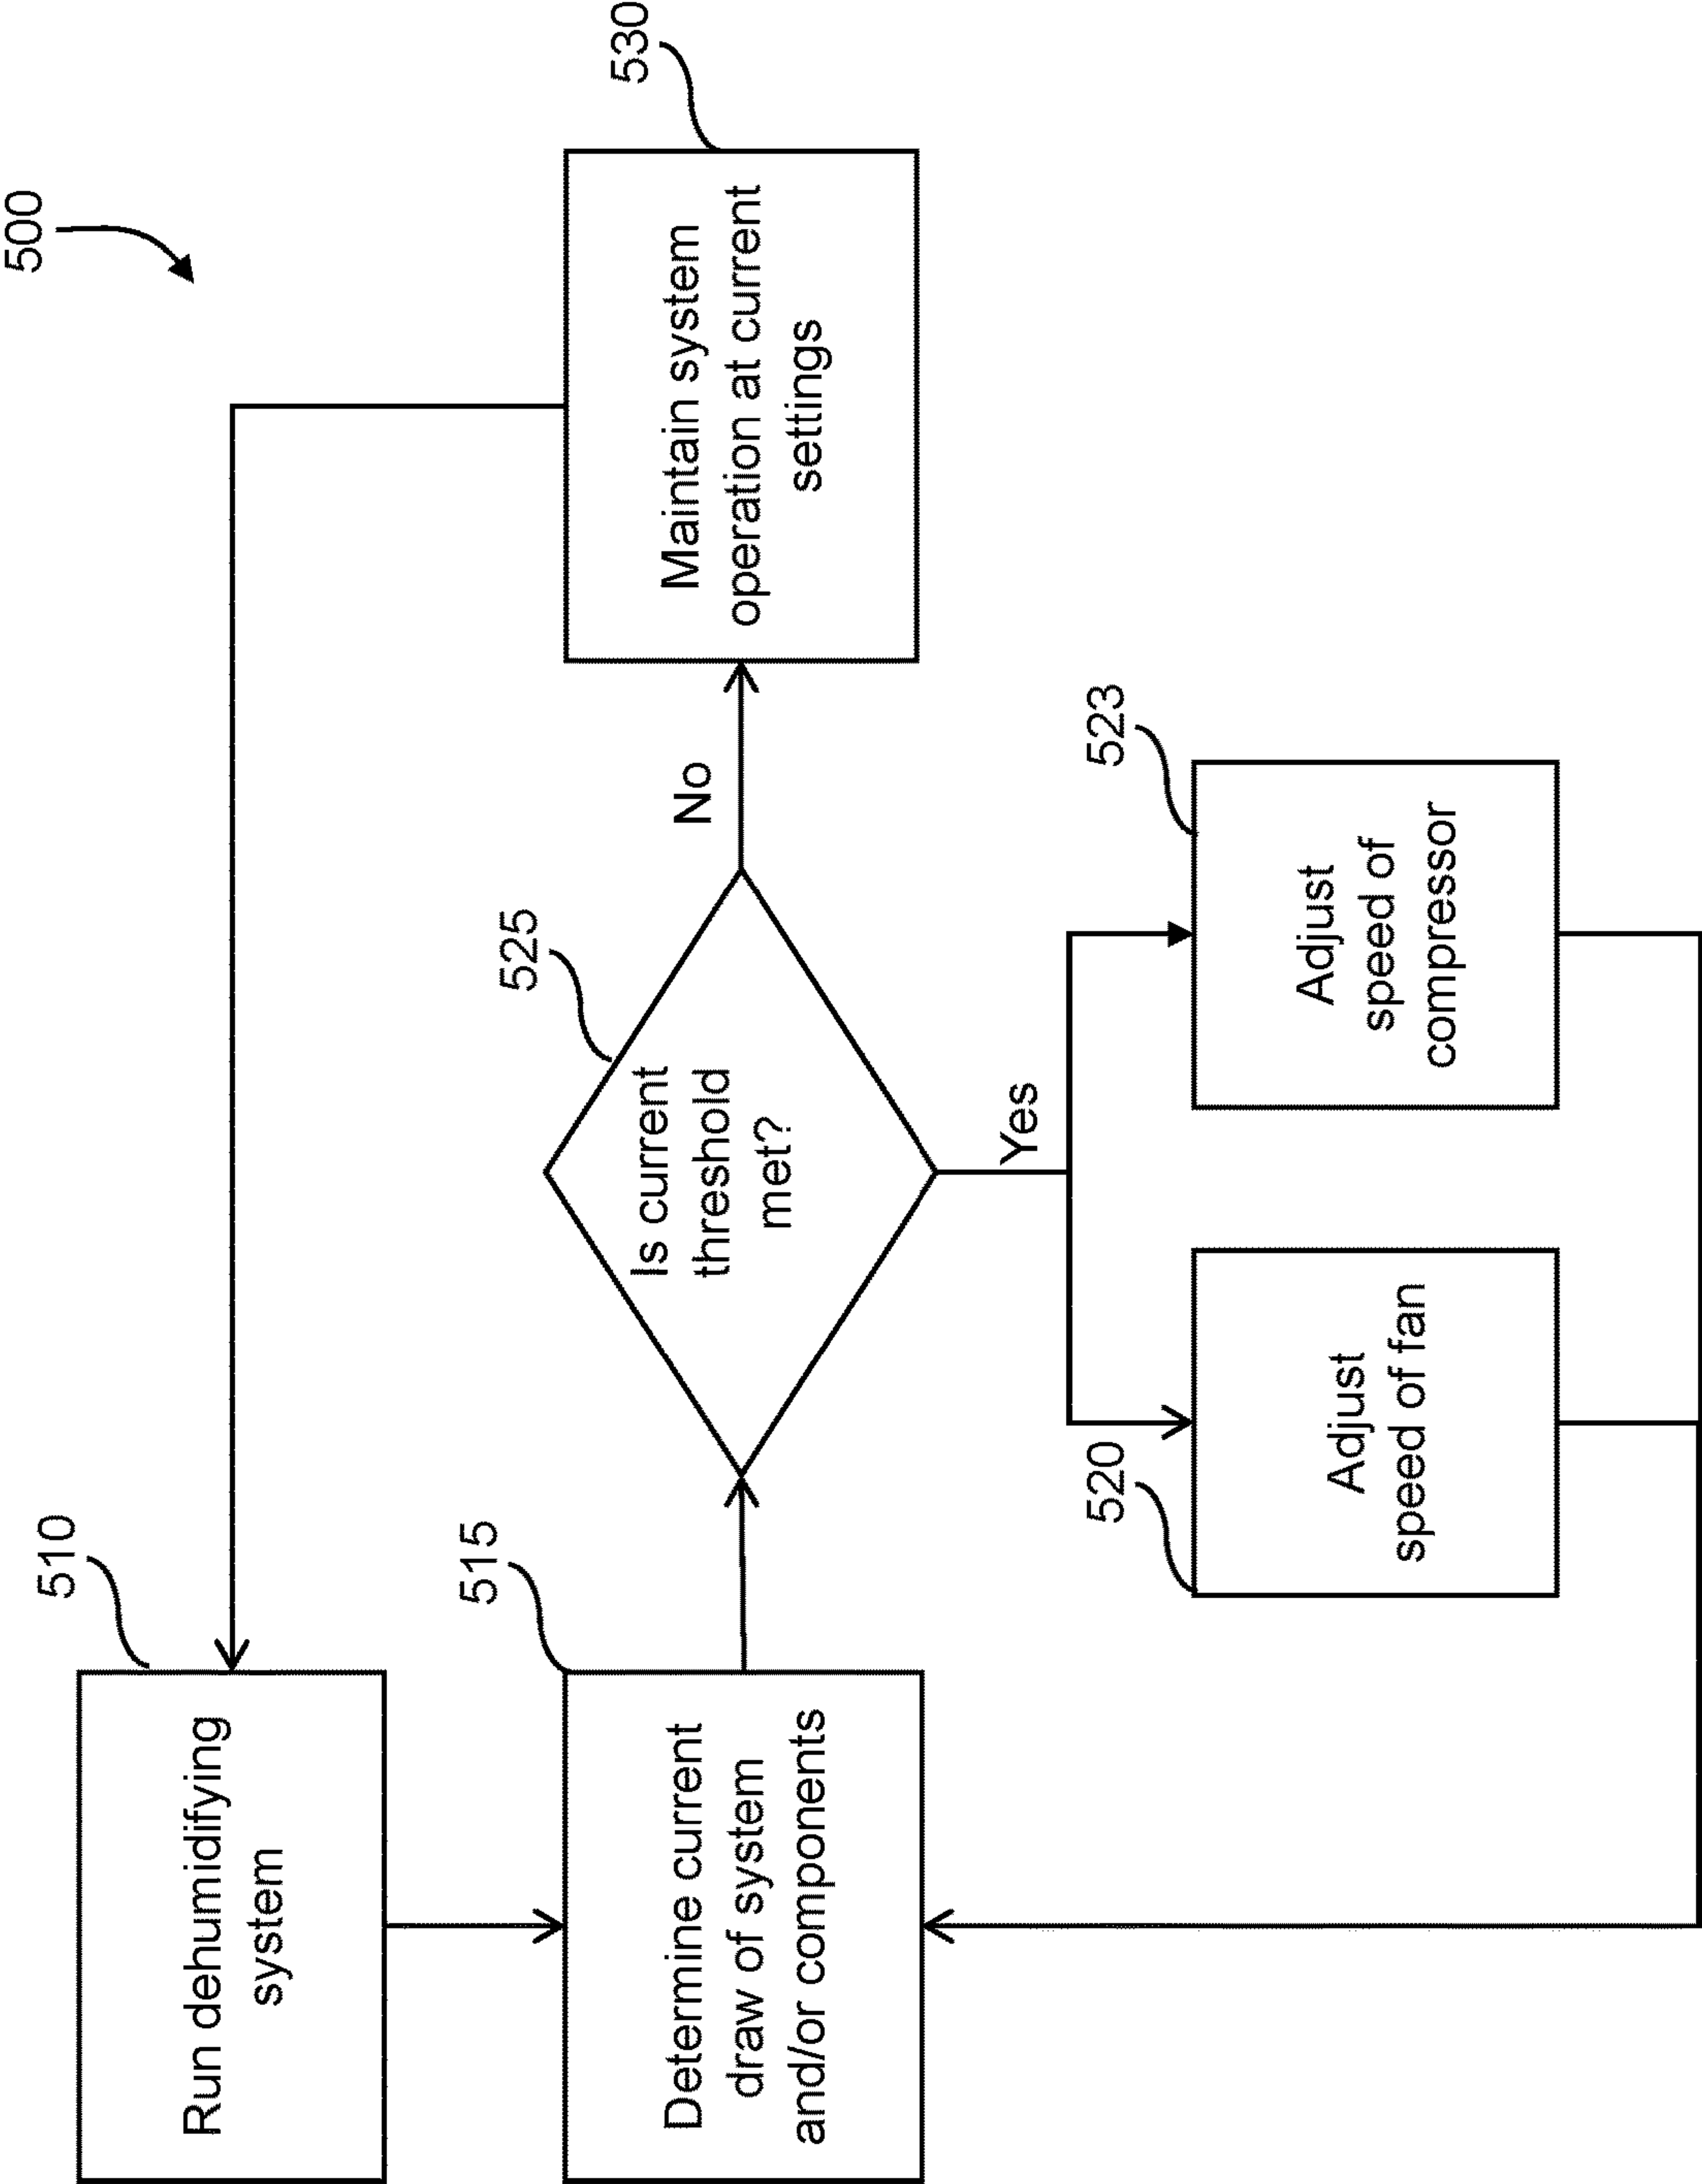 500
510
Run dehumidifying
system
515
Determine current
draw of system
and/or components
525
Is current
threshold
met?
No
530
Maintain system
operation at current
settings
Yes
520
Adjust
speed of fan
523
Adjust
speed of
compressor